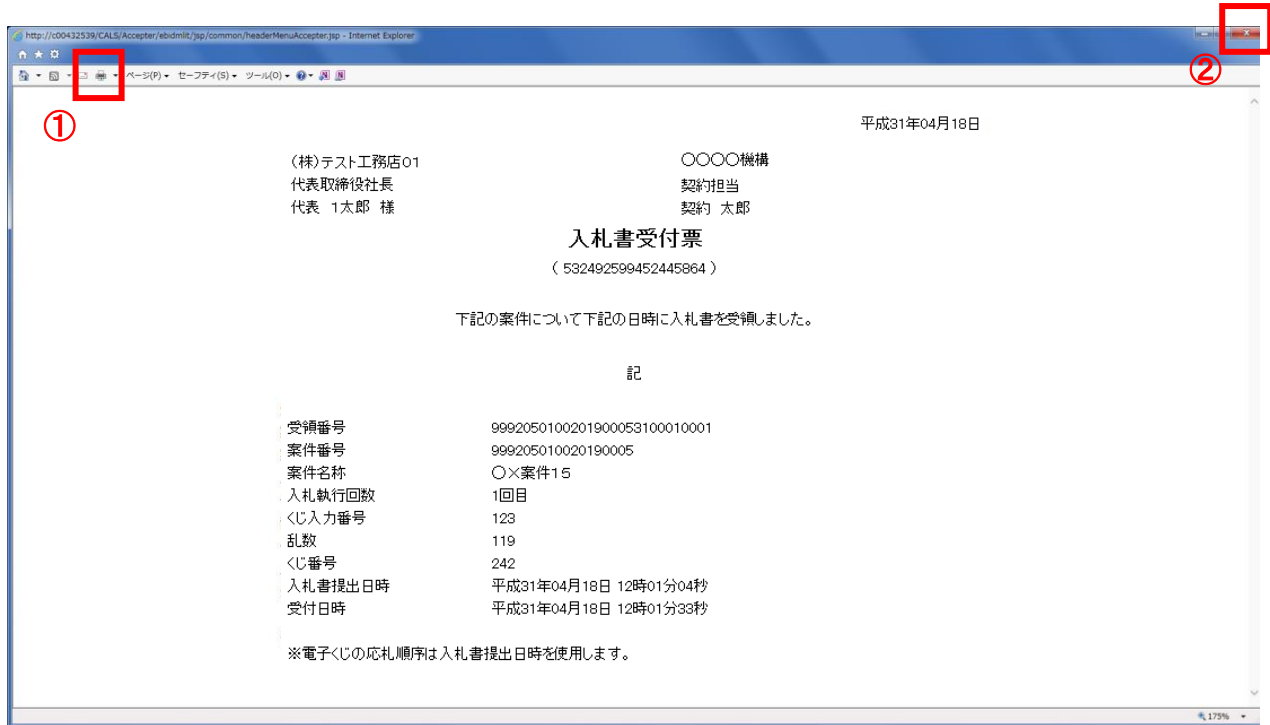 http://c00432539/CALS/Accepter/ebidmlit/jsp/common/headerMenuAccepter.jsp - Internet Explorer
ページ(P) セーフティ(S) ツール(O)
①
②
平成31年04月18日
(株)テスト工務店01 〇〇〇〇機構
代表取締役社長 契約担当
代表 1太郎 様 契約 太郎
入札書受付票
( 532492599452445864 )
下記の案件について下記の日時に入札書を受領しました。
記
受領番号 9992050100201900053100010001
案件番号 999205010020190005
案件名称 〇×案件15
入札執行回数 1回目
くじ入力番号 123
乱数 119
くじ番号 242
入札書提出日時 平成31年04月18日 12時01分04秒
受付日時 平成31年04月18日 12時01分33秒
※電子くじの応札順序は入札書提出日時を使用します。
175%